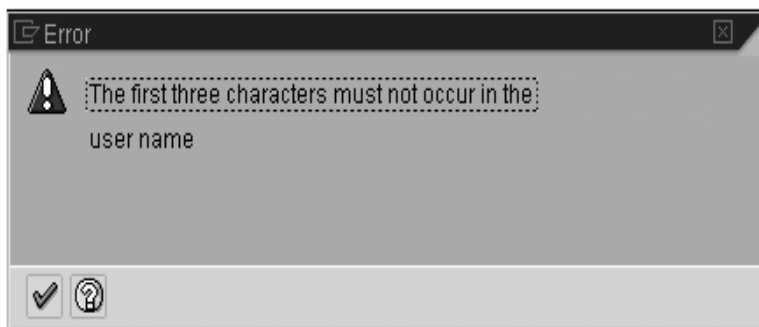 Error
The first three characters must not occur in the
user name